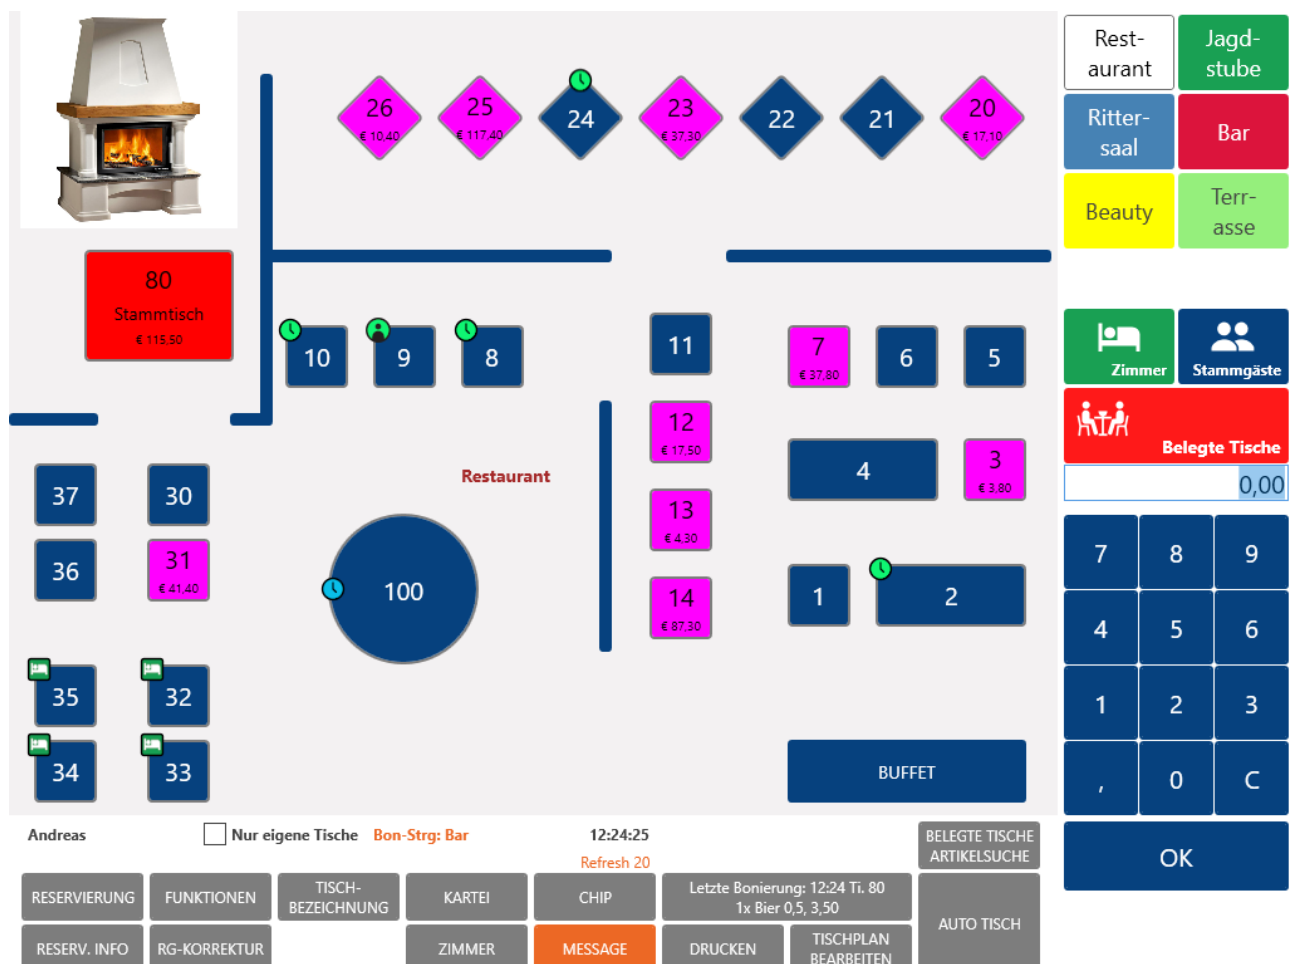 26
€ 10,40
25
€ 117,40
24
23
€ 37,30
22
21
20
€ 17,10
80
Stammtisch
€ 115,50
10
9
8
11
7
€ 37,80
6
5
12
€ 17,50
4
3
€ 3,80
Restaurant
37
30
13
€ 4,30
36
31
€ 41,40
100
14
€ 87,30
1
2
35
32
34
33
BUFFET
Rest-
aurant
Jagd-
stube
Ritter-
saal
Bar
Beauty
Terr-
asse
Zimmer
Stammgäste
Belegte Tische
0,00
7
8
9
4
5
6
1
2
3
,
0
C
OK
Andreas
Nur eigene Tische
Bon-Strg: Bar
12:24:25
Refresh 20
BELEGTE TISCHE
ARTIKELSUCHE
RESERVIERUNG
FUNKTIONEN
TISCH-
BEZEICHNUNG
KARTEI
CHIP
Letzte Bonierung: 12:24 Ti. 80
1x Bier 0,5, 3,50
AUTO TISCH
RESERV. INFO
RG-KORREKTUR
ZIMMER
MESSAGE
DRUCKEN
TISCHPLAN
BEARBEITEN